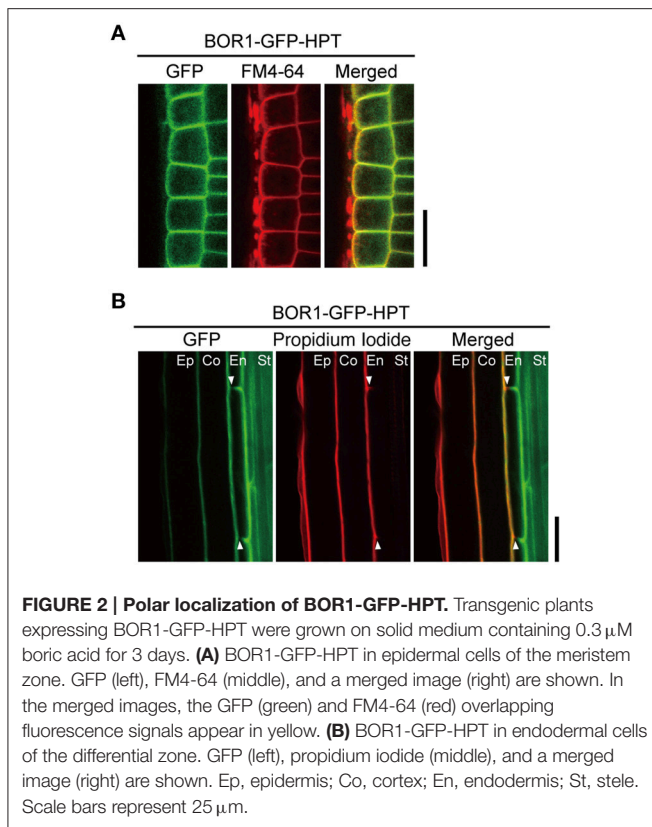 A
BOR1-GFP-HPT
GFP FM4-64 Merged
B
BOR1-GFP-HPT
GFP Propidium Iodide Merged
Ep Co En St Ep Co En St Ep Co En St
FIGURE 2 | Polar localization of BOR1-GFP-HPT. Transgenic plants
expressing BOR1-GFP-HPT were grown on solid medium containing 0.3 μM
boric acid for 3 days. (A) BOR1-GFP-HPT in epidermal cells of the meristem
zone. GFP (left), FM4-64 (middle), and a merged image (right) are shown. In
the merged images, the GFP (green) and FM4-64 (red) overlapping
fluorescence signals appear in yellow. (B) BOR1-GFP-HPT in endodermal cells
of the differential zone. GFP (left), propidium iodide (middle), and a merged
image (right) are shown. Ep, epidermis; Co, cortex; En, endodermis; St, stele.
Scale bars represent 25 μm.